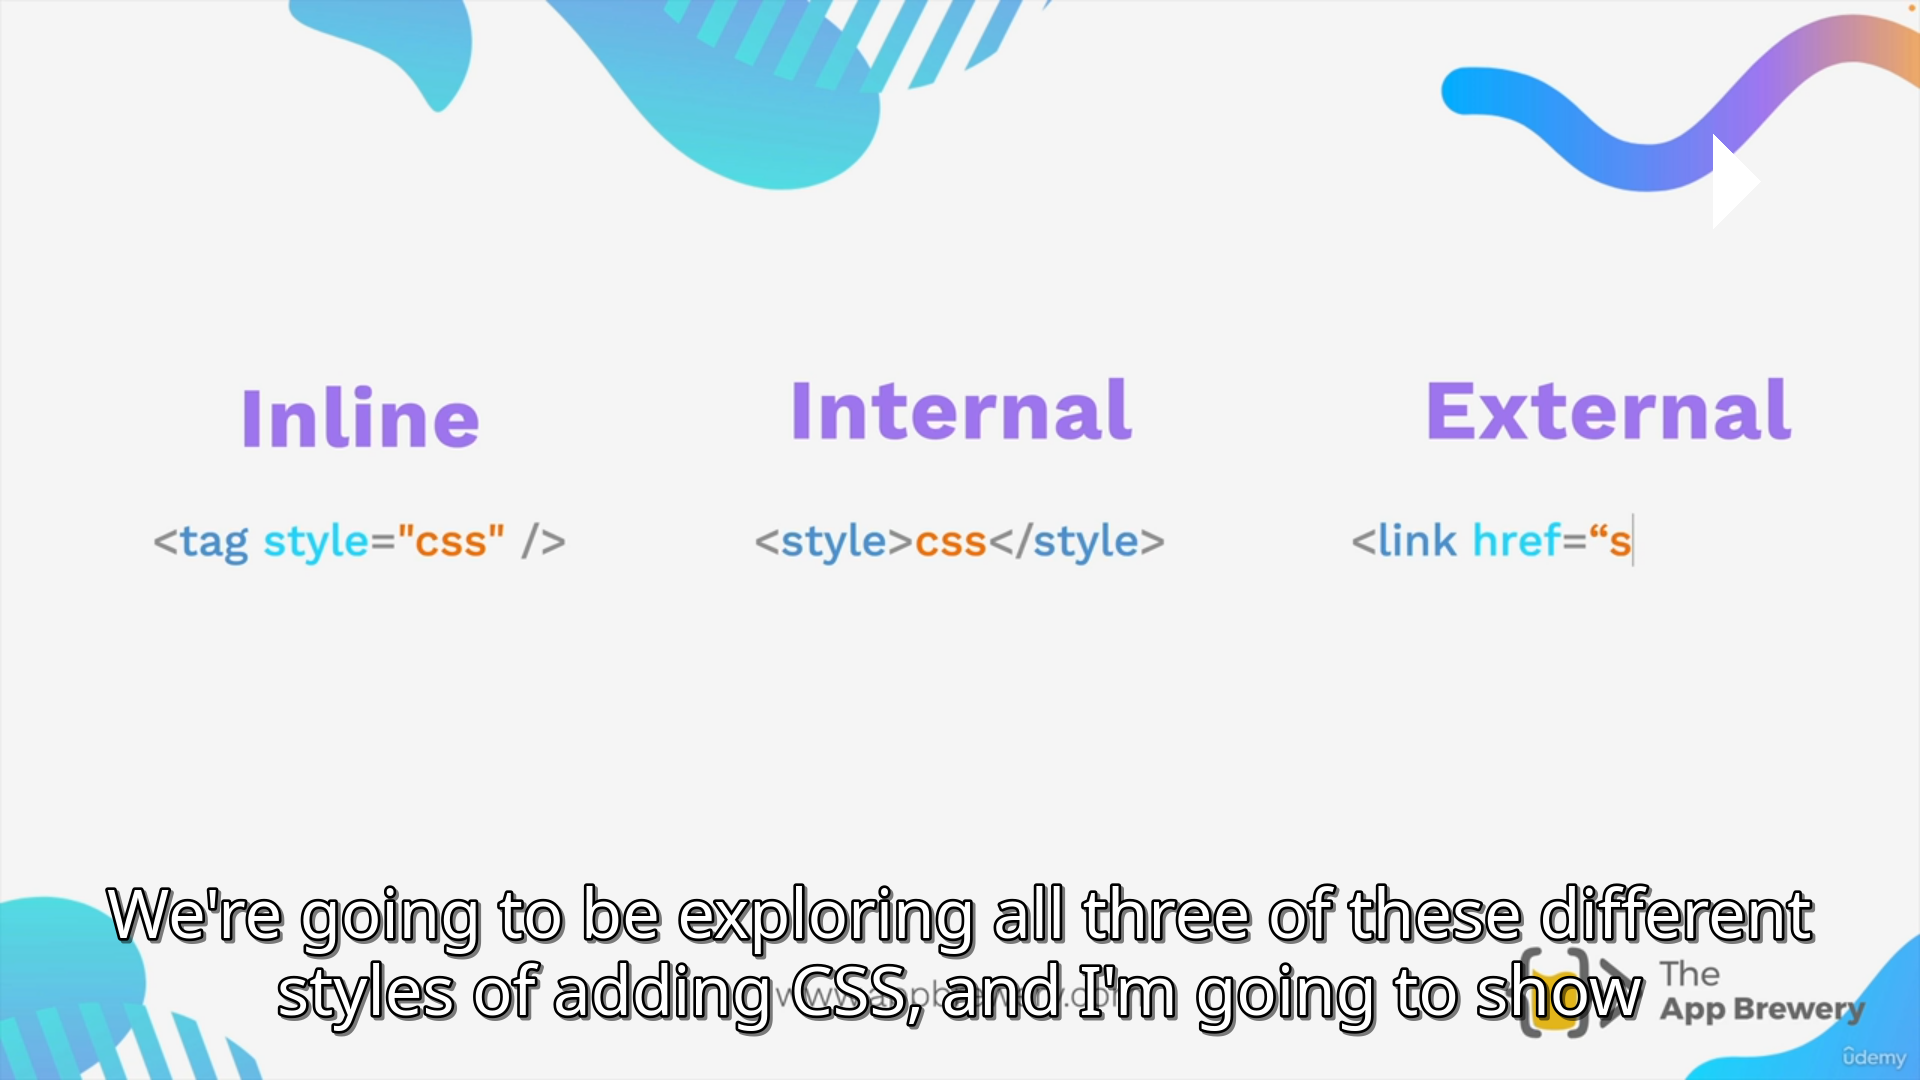 Inline
Internal
External
<tag style="css" />
<style>css</style>
<link href=“s
We're going to be exploring all three of these different
styles of adding CSS, and I'm going to show
www.appbrewery.com
The
App Brewery
ûdemy